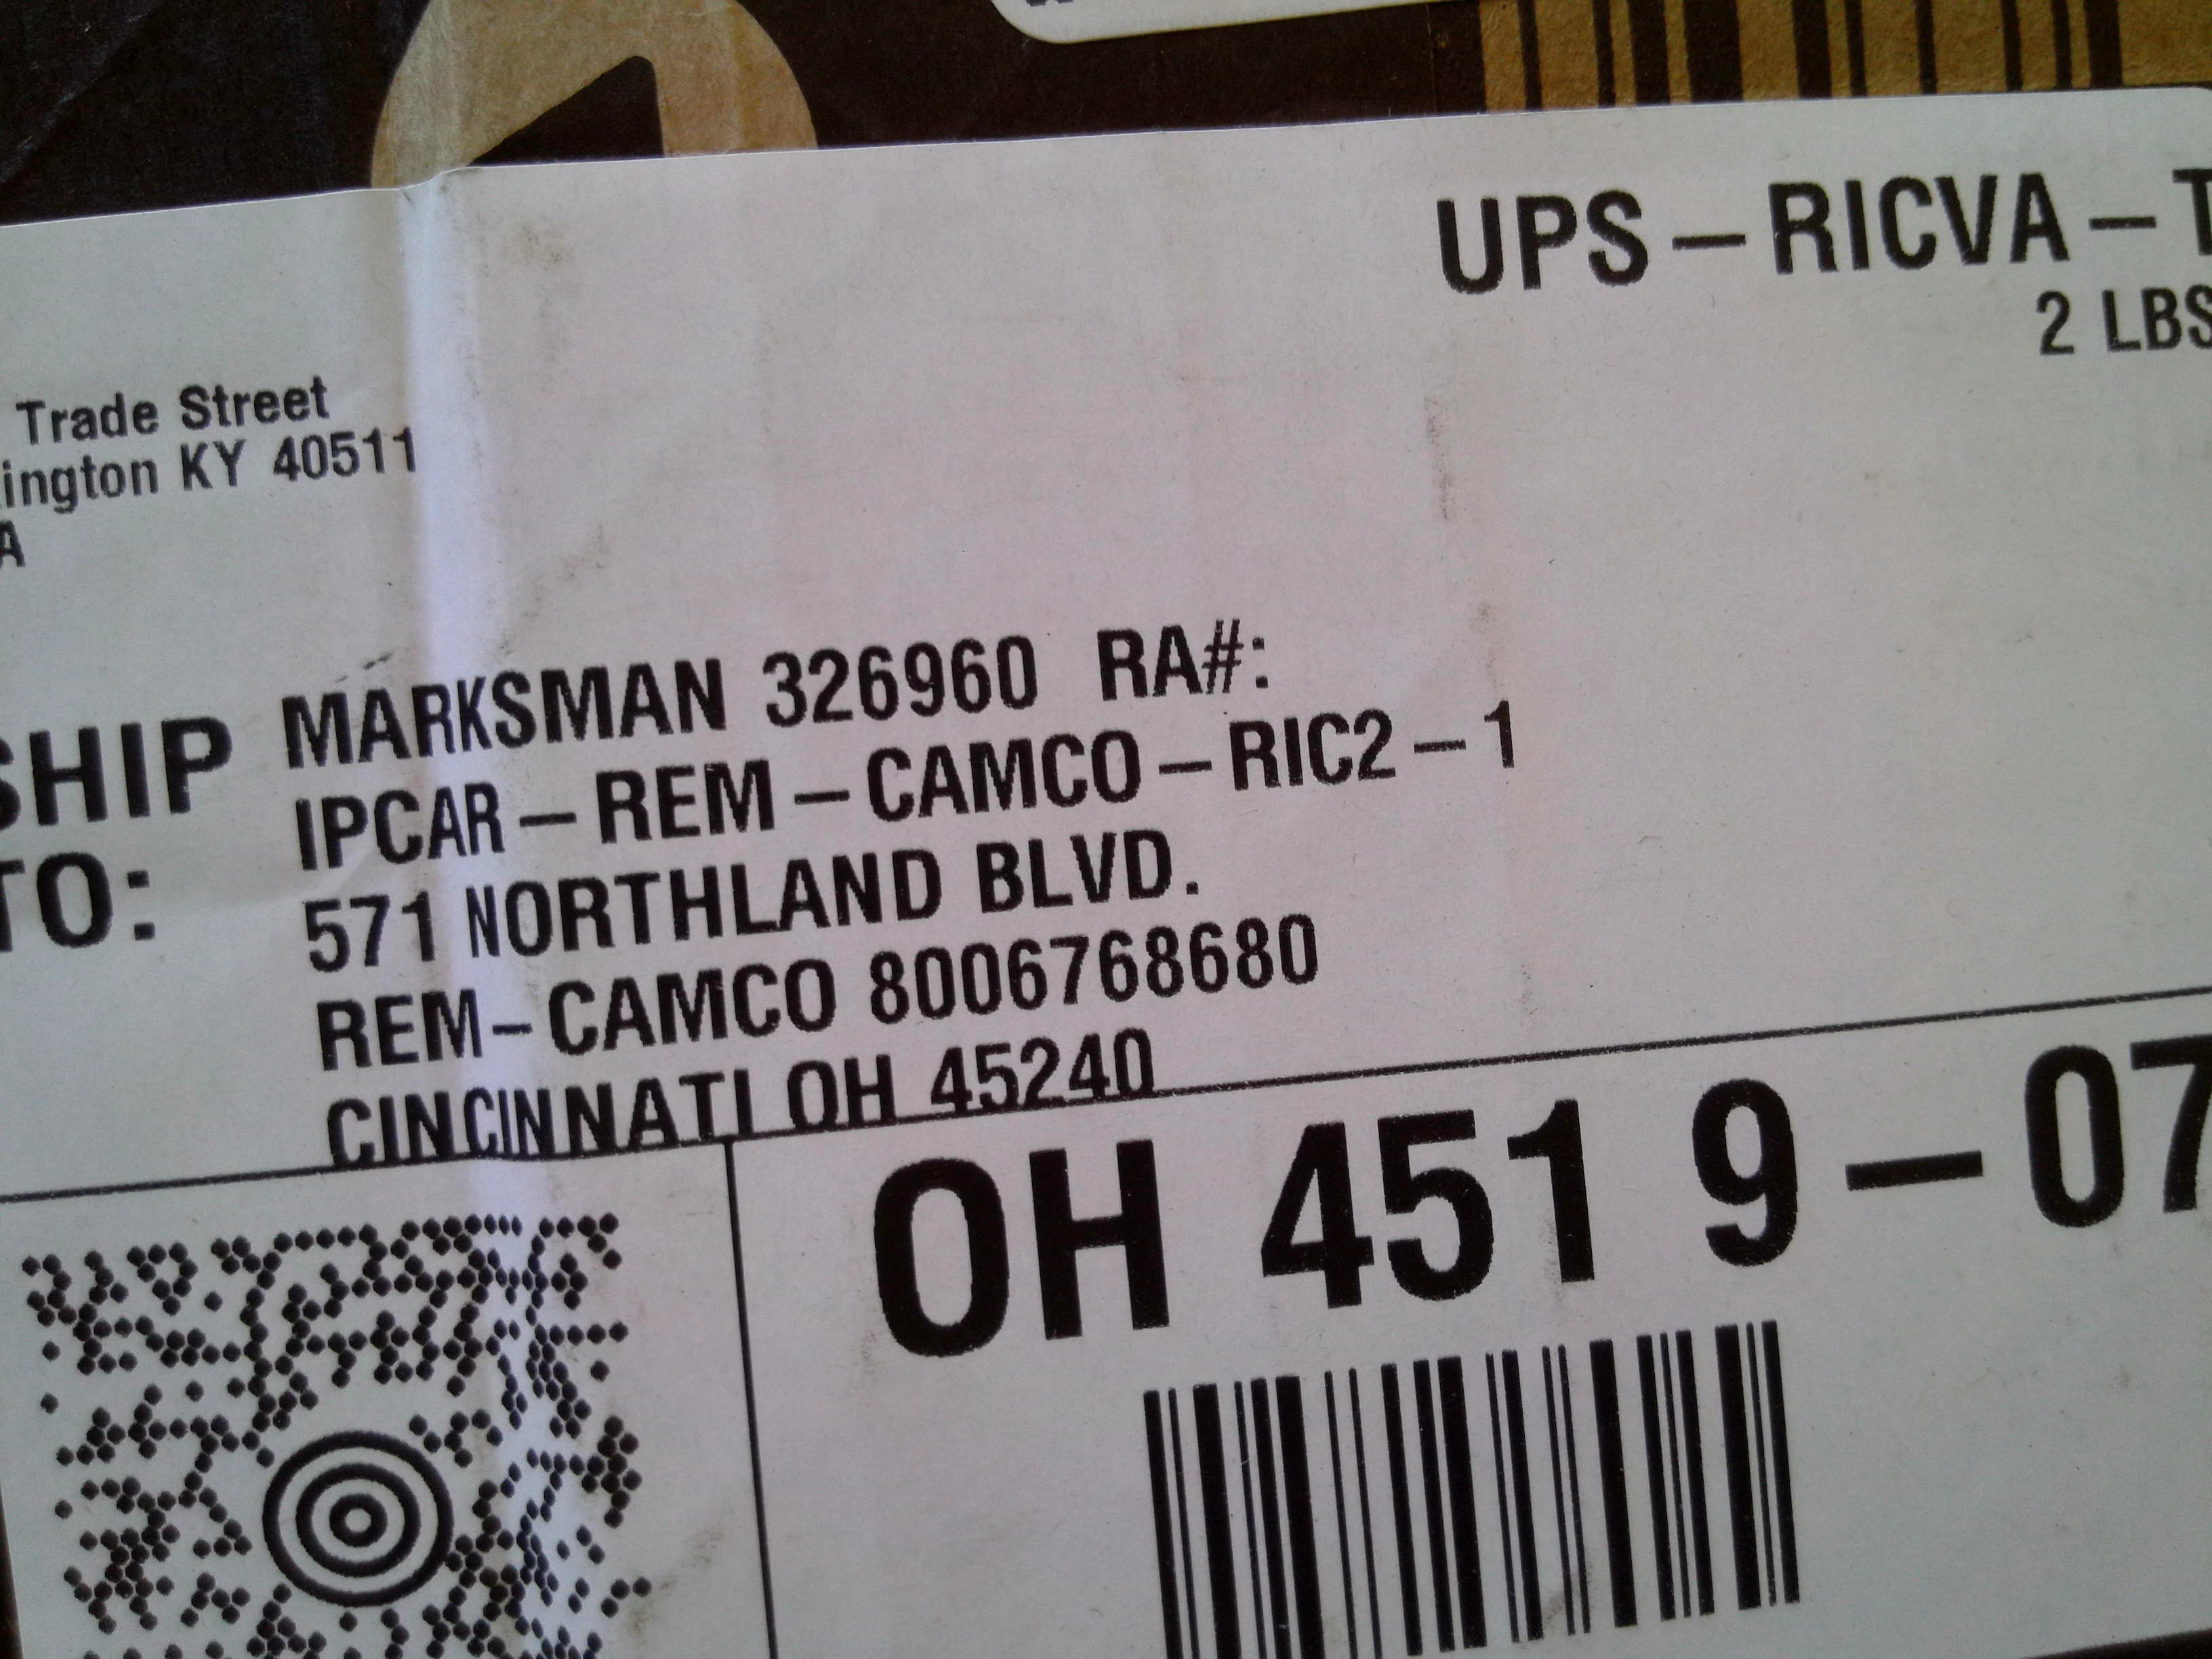 UPS – RICVA – T
2 LBS
Trade Street
ington KY 40511
A
SHIP TO:
MARKSMAN 326960 RA#:
IPCAR – REM – CAMCO – RIC2 – 1
571 NORTHLAND BLVD.
REM–CAMCO 8006768680
CINCINNATI OH 45240
OH 451 9 – 07